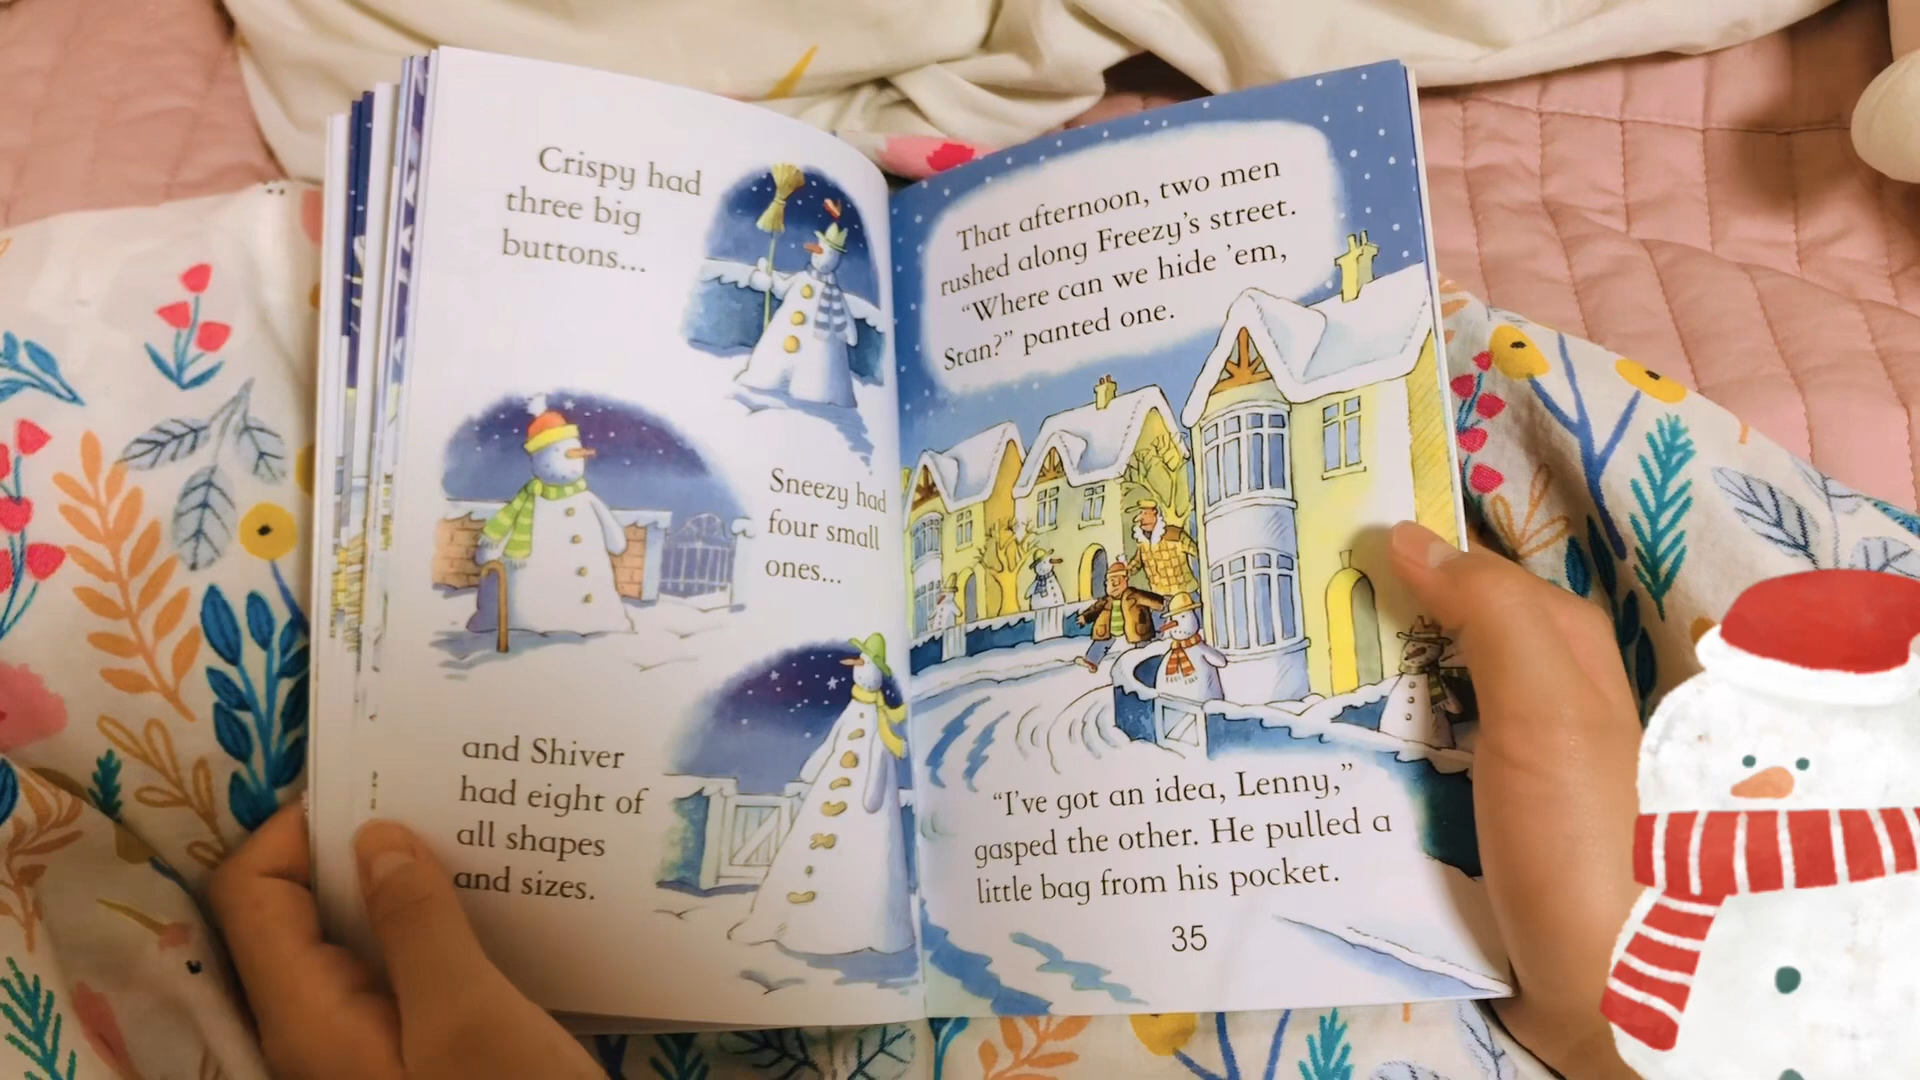 Crispy had
three big
buttons...
Sneezy had
four small
ones...
and Shiver
had eight of
all shapes
and sizes.
That afternoon, two men
rushed along Freezy’s street.
“Where can we hide ’em,
Stan?” panted one.
“I’ve got an idea, Lenny,”
gasped the other. He pulled a
little bag from his pocket.
35